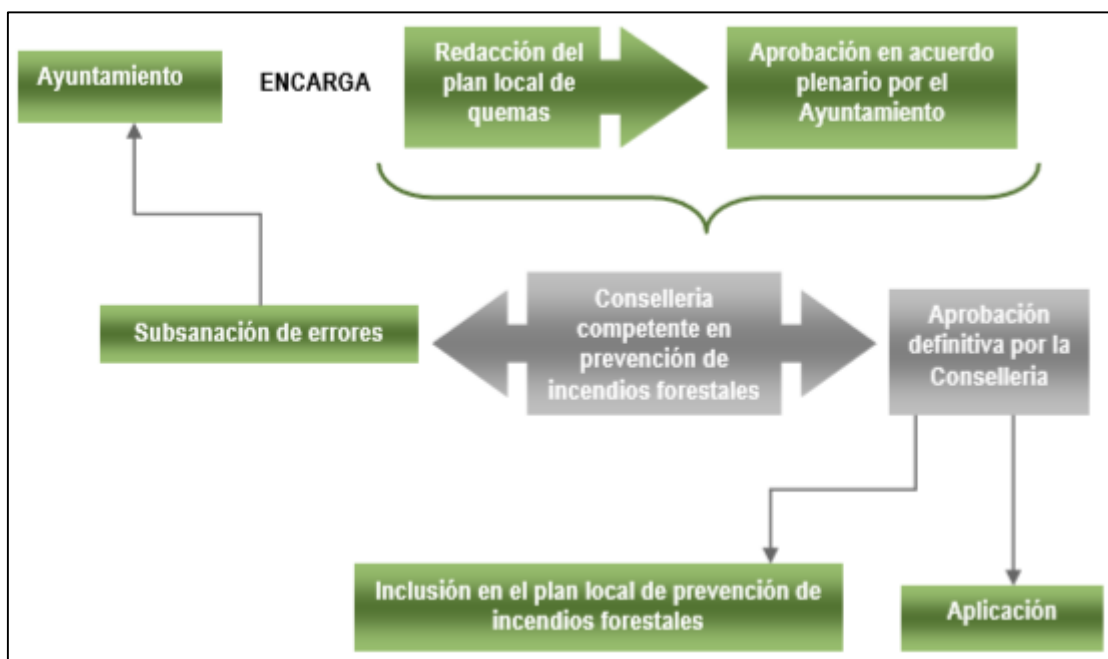 Ayuntamiento
ENCARGA
Redacción del
plan local de
quemas
Aprobación en acuerdo
plenario por el
Ayuntamiento
Subsanación de errores
Conselleria
competente en
prevención de
incendios forestales
Aprobación
definitiva por la
Conselleria
Inclusión en el plan local de prevención de
incendios forestales
Aplicación